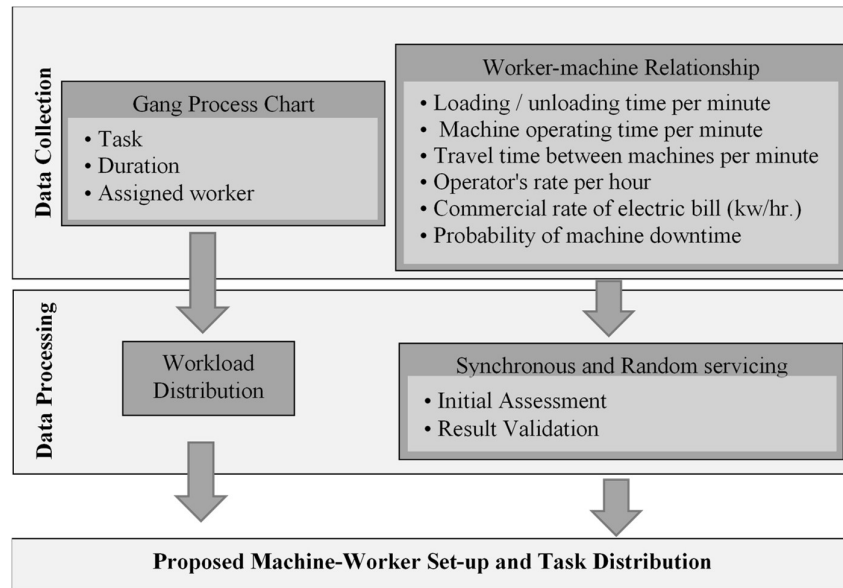 Data Collection
Gang Process Chart
• Task
• Duration
• Assigned worker
Worker-machine Relationship
• Loading / unloading time per minute
• Machine operating time per minute
• Travel time between machines per minute
• Operator's rate per hour
• Commercial rate of electric bill (kw/hr.)
• Probability of machine downtime
Data Processing
Workload
Distribution
Synchronous and Random servicing
• Initial Assessment
• Result Validation
Proposed Machine-Worker Set-up and Task Distribution